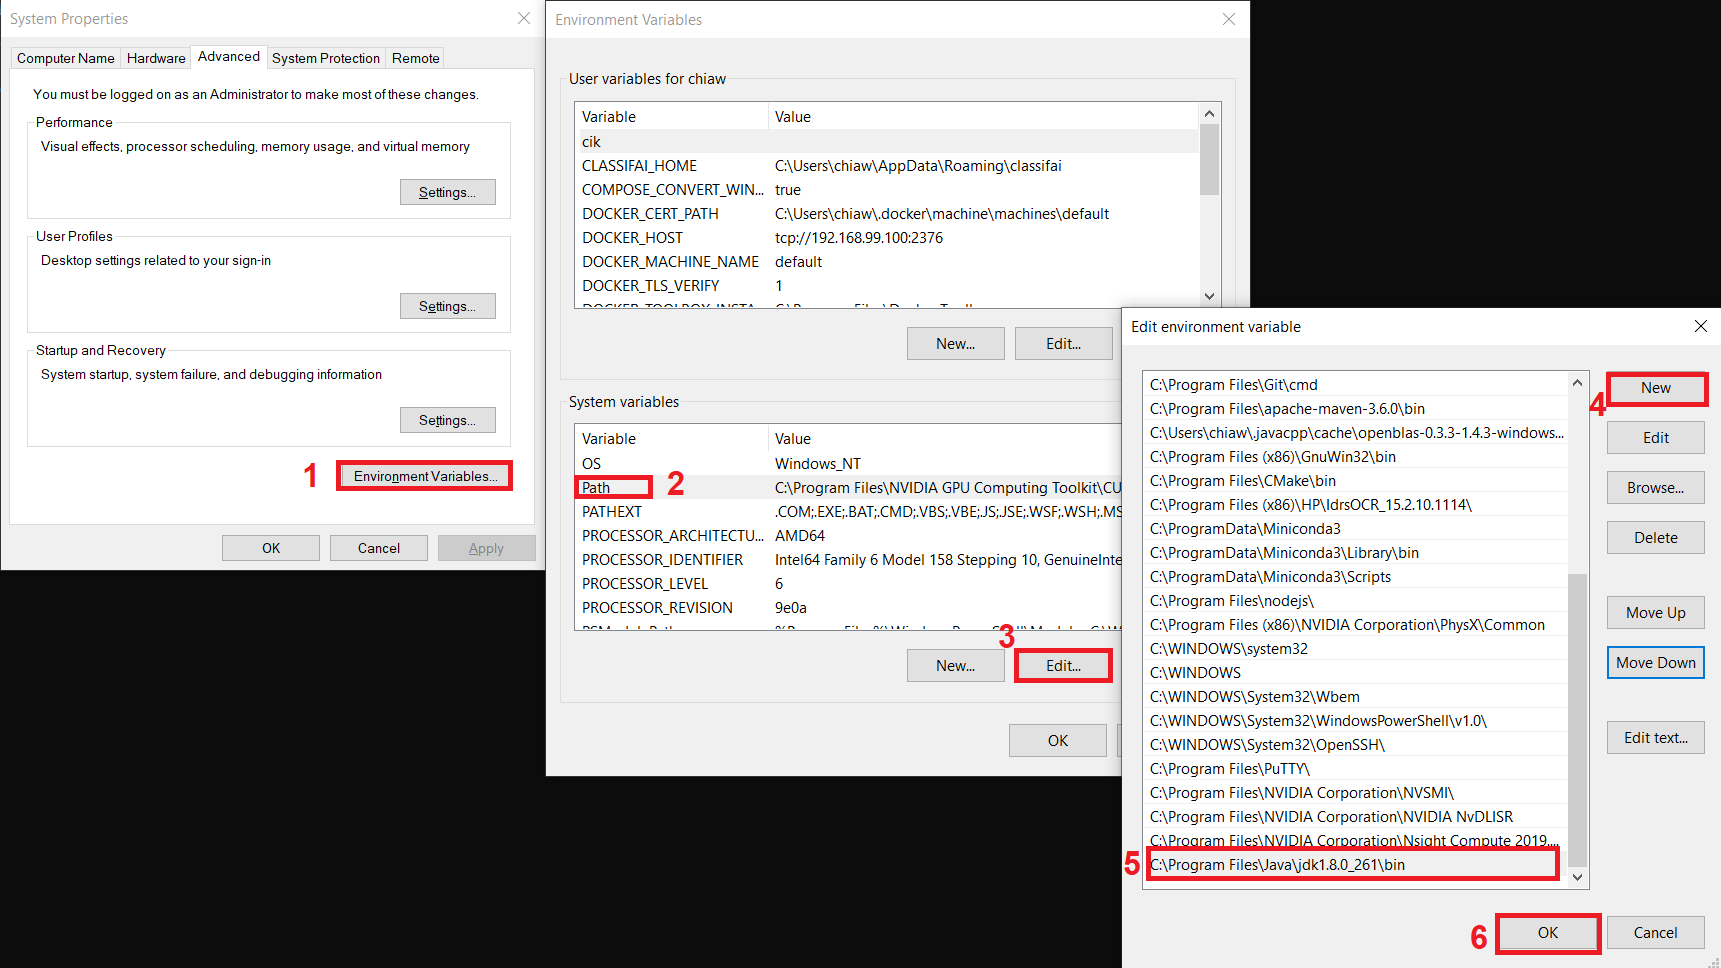 System Properties
Computer Name Hardware Advanced System Protection Remote
You must be logged on as an Administrator to make most of these changes.
Performance
Visual effects, processor scheduling, memory usage, and virtual memory
Settings...
User Profiles
Desktop settings related to your sign-in
Settings...
Startup and Recovery
System startup, system failure, and debugging information
Settings...
1 Environment Variables...
OK Cancel Apply
Environment Variables
User variables for chiaw
Variable Value
cik
CLASSIFAI_HOME C:\Users\chiaw\AppData\Roaming\classifai
COMPOSE_CONVERT_WIN... true
DOCKER_CERT_PATH C:\Users\chiaw\.docker\machine\machines\default
DOCKER_HOST tcp://192.168.99.100:2376
DOCKER_MACHINE_NAME default
DOCKER_TLS_VERIFY 1
New... Edit...
System variables
Variable Value
OS Windows_NT
Path 2 C:\Program Files\NVIDIA GPU Computing Toolkit\CU
PATHEXT .COM;.EXE;.BAT;.CMD;.VBS;.VBE;.JS;.JSE;.WSF;.WSH;.MS
PROCESSOR_ARCHITECTU... AMD64
PROCESSOR_IDENTIFIER Intel64 Family 6 Model 158 Stepping 10, GenuineInte
PROCESSOR_LEVEL 6
PROCESSOR_REVISION 9e0a
3
New... Edit...
OK
Edit environment variable
C:\Program Files\Git\cmd
C:\Program Files\apache-maven-3.6.0\bin
C:\Users\chiaw\.javacpp\cache\openblas-0.3.3-1.4.3-windows...
C:\Program Files (x86)\GnuWin32\bin
C:\Program Files\CMake\bin
C:\Program Files (x86)\HP\IdrsOCR_15.2.10.1114\
C:\ProgramData\Miniconda3
C:\ProgramData\Miniconda3\Library\bin
C:\ProgramData\Miniconda3\Scripts
C:\Program Files\nodejs\
C:\Program Files (x86)\NVIDIA Corporation\PhysX\Common
C:\WINDOWS\system32
C:\WINDOWS
C:\WINDOWS\System32\Wbem
C:\WINDOWS\System32\WindowsPowerShell\v1.0\
C:\WINDOWS\System32\OpenSSH\
C:\Program Files\PuTTY\
C:\Program Files\NVIDIA Corporation\NVSMI\
C:\Program Files\NVIDIA Corporation\NVIDIA NvDLISR
C:\Program Files\NVIDIA Corporation\Nsight Compute 2019....
5 C:\Program Files\Java\jdk1.8.0_261\bin
4 New
Edit
Browse...
Delete
Move Up
Move Down
Edit text...
6 OK Cancel